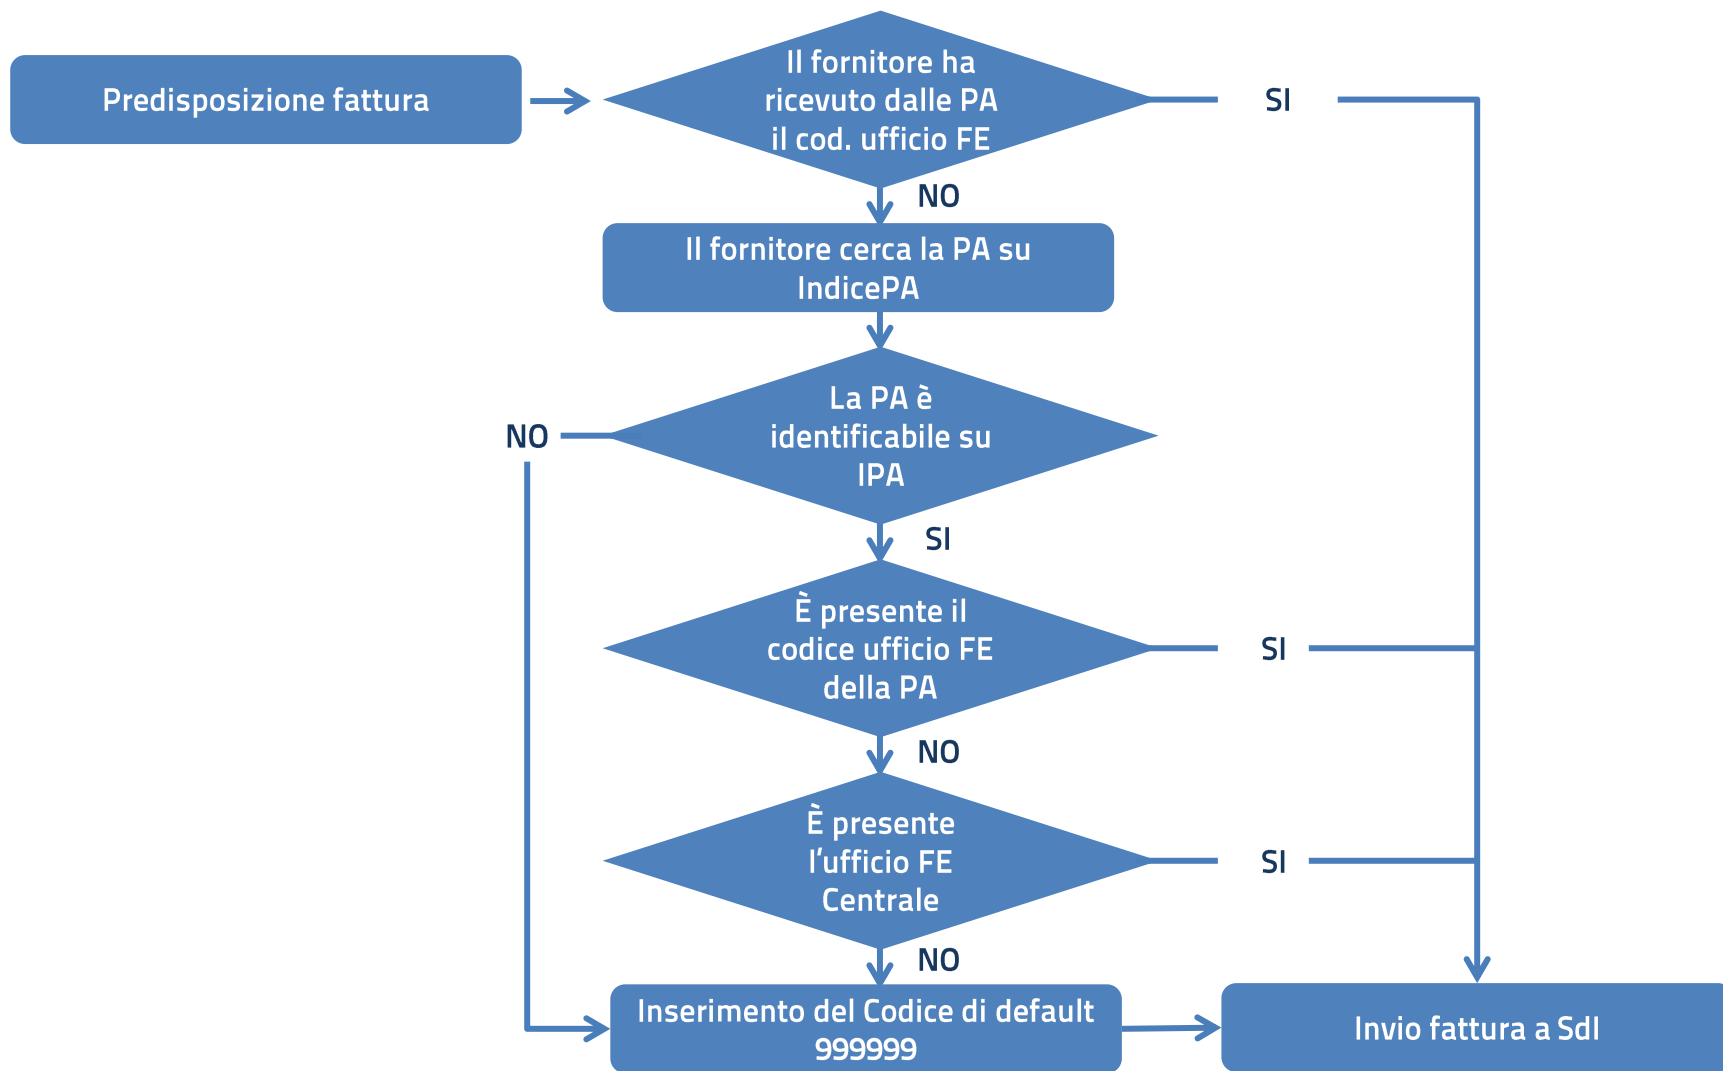 Predisposizione fattura
Il fornitore ha
ricevuto dalle PA
il cod. ufficio FE
SI
NO
Il fornitore cerca la PA su
IndicePA
La PA è
identificabile su
IPA
NO
SI
È presente il
codice ufficio FE
della PA
SI
NO
È presente
l'ufficio FE
Centrale
SI
NO
Inserimento del Codice di default
999999
Invio fattura a SdI